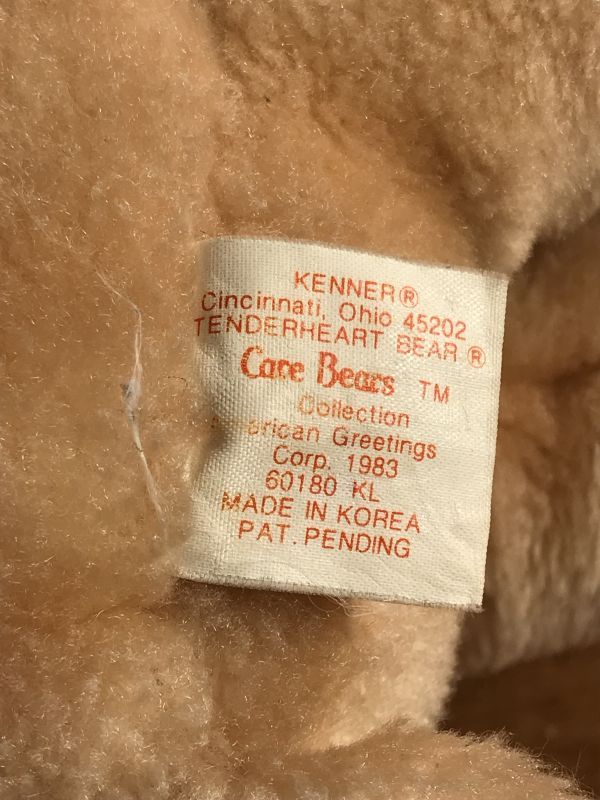 KENNER®
Cincinnati, Ohio 45202
TENDERHEART BEAR ®
Care Bears TM
Collection
American Greetings
Corp. 1983
60180 KL
MADE IN KOREA
PAT. PENDING